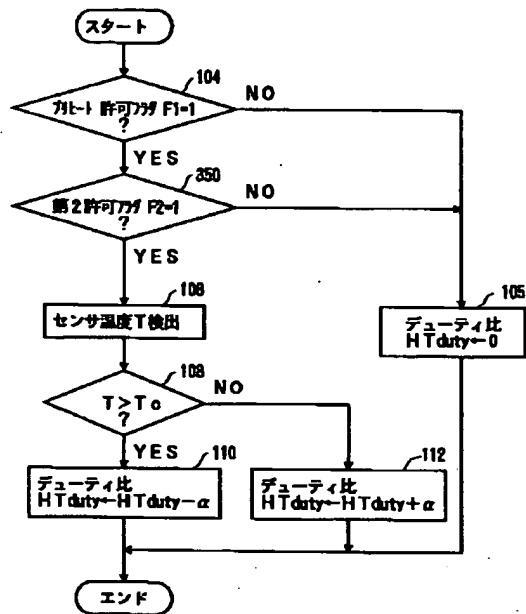 スタート
104
プリヒート 許可フラグ F1=1
?
NO
YES
350
第2許可フラグ F2=1
?
NO
YES
106
センサ温度T検出
105
デューティ比
HTduty←0
108
T>To
?
NO
YES
110
デューティ比
HTduty←HTduty-α
112
デューティ比
HTduty←HTduty+α
エンド